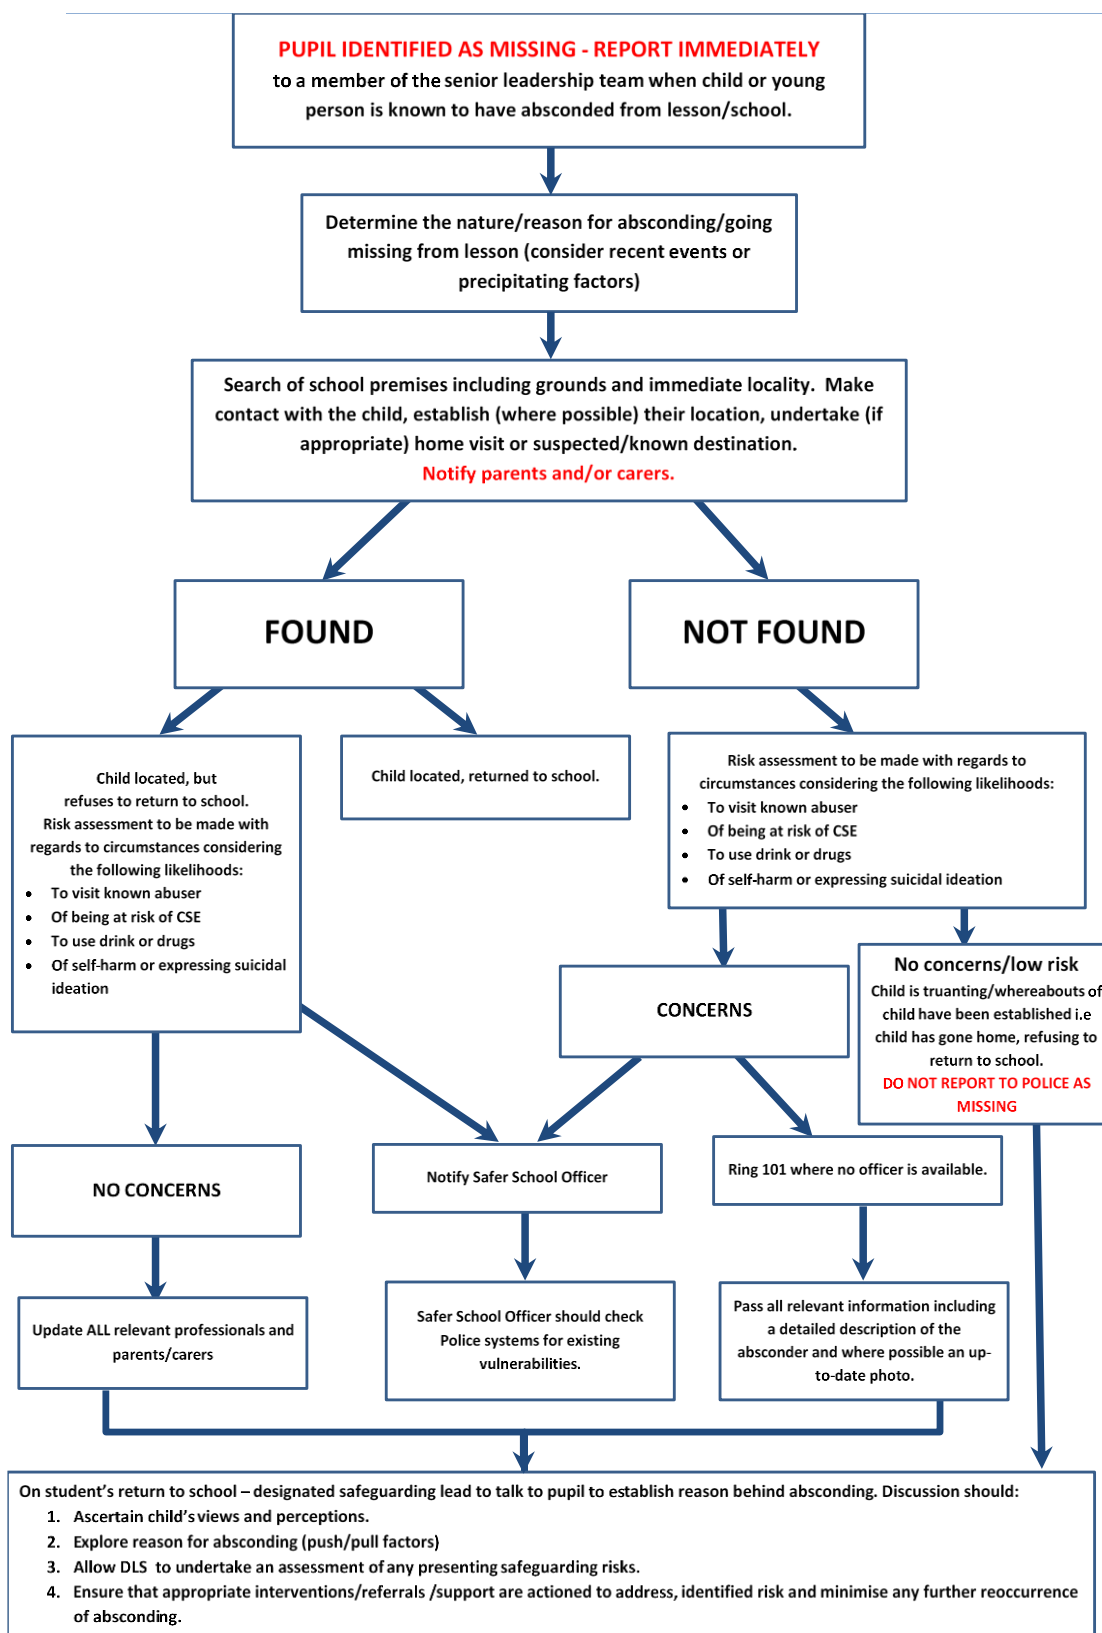 PUPIL IDENTIFIED AS MISSING - REPORT IMMEDIATELY
to a member of the senior leadership team when child or young
person is known to have absconded from lesson/school.
Determine the nature/reason for absconding/going
missing from lesson (consider recent events or
precipitating factors)
Search of school premises including grounds and immediate locality.  Make
contact with the child, establish (where possible) their location, undertake (if
appropriate) home visit or suspected/known destination.
Notify parents and/or carers.
FOUND
NOT FOUND
Child located, but
refuses to return to school.
Risk assessment to be made with
regards to circumstances considering
the following likelihoods:
• To visit known abuser
• Of being at risk of CSE
• To use drink or drugs
• Of self-harm or expressing suicidal
ideation
Child located, returned to school.
Risk assessment to be made with regards to
circumstances considering the following likelihoods:
• To visit known abuser
• Of being at risk of CSE
• To use drink or drugs
• Of self-harm or expressing suicidal ideation
CONCERNS
No concerns/low risk
Child is truanting/whereabouts of
child have been established i.e
child has gone home, refusing to
return to school.
DO NOT REPORT TO POLICE AS
MISSING
NO CONCERNS
Notify Safer School Officer
Ring 101 where no officer is available.
Update ALL relevant professionals and
parents/carers
Safer School Officer should check
Police systems for existing
vulnerabilities.
Pass all relevant information including
a detailed description of the
absconder and where possible an up-
to-date photo.
On student's return to school – designated safeguarding lead to talk to pupil to establish reason behind absconding. Discussion should:
1. Ascertain child's views and perceptions.
2. Explore reason for absconding (push/pull factors)
3. Allow DLS  to undertake an assessment of any presenting safeguarding risks.
4. Ensure that appropriate interventions/referrals /support are actioned to address, identified risk and minimise any further reoccurrence
of absconding.